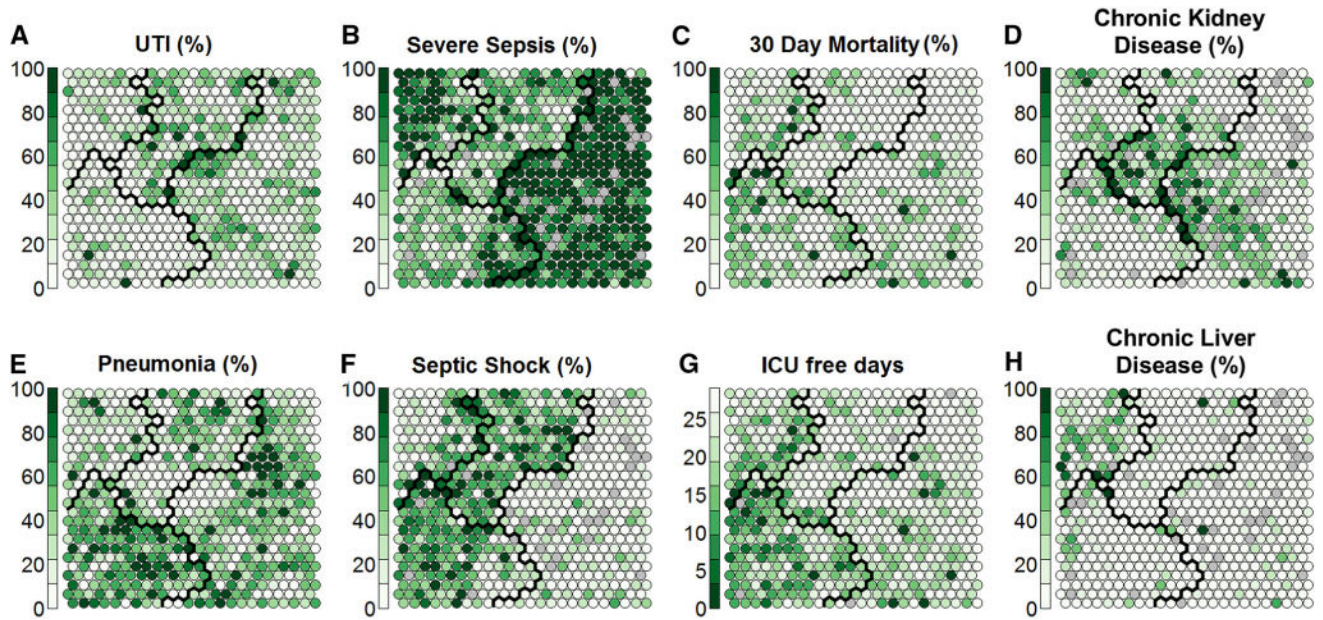 A
UTI (%)
100
80
60
40
20
0
B
Severe Sepsis (%)
100
80
60
40
20
0
C
30 Day Mortality (%)
100
80
60
40
20
0
D
Chronic Kidney
Disease (%)
100
80
60
40
20
0
E
Pneumonia (%)
100
80
60
40
20
0
F
Septic Shock (%)
100
80
60
40
20
0
G
ICU free days
25
20
15
10
5
0
H
Chronic Liver
Disease (%)
100
80
60
40
20
0